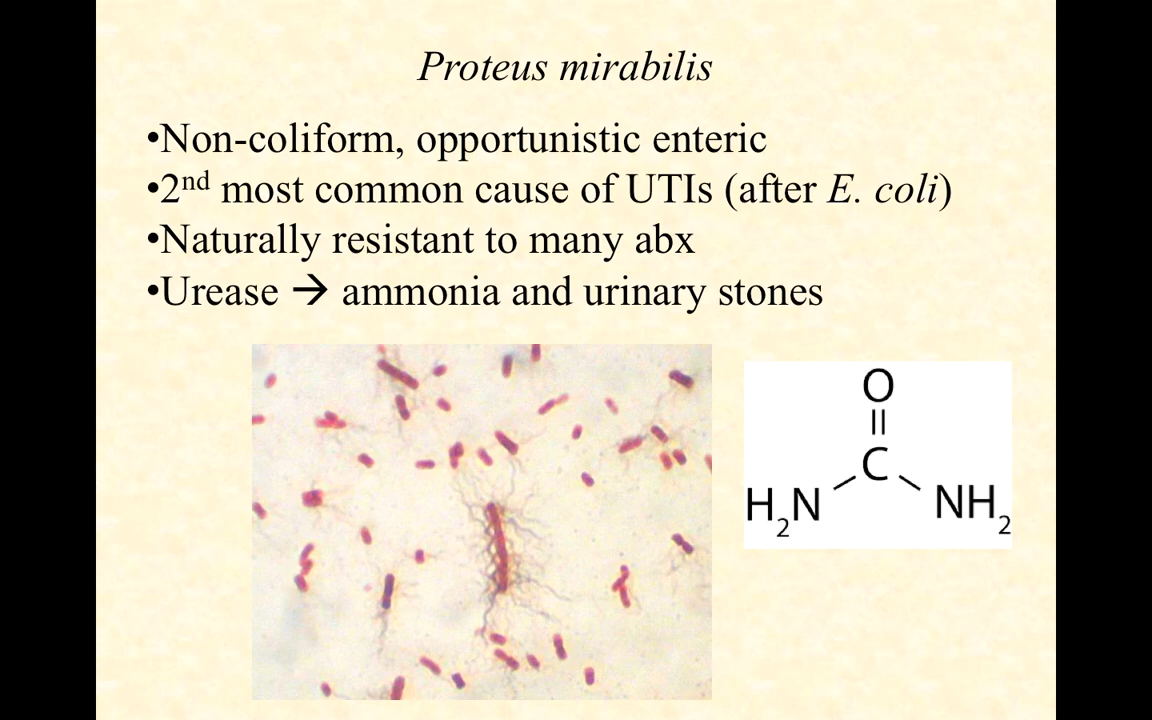 Proteus mirabilis
•Non-coliform, opportunistic enteric
•2nd most common cause of UTIs (after E. coli)
•Naturally resistant to many abx
•Urease → ammonia and urinary stones
O
||
C
H2N NH2